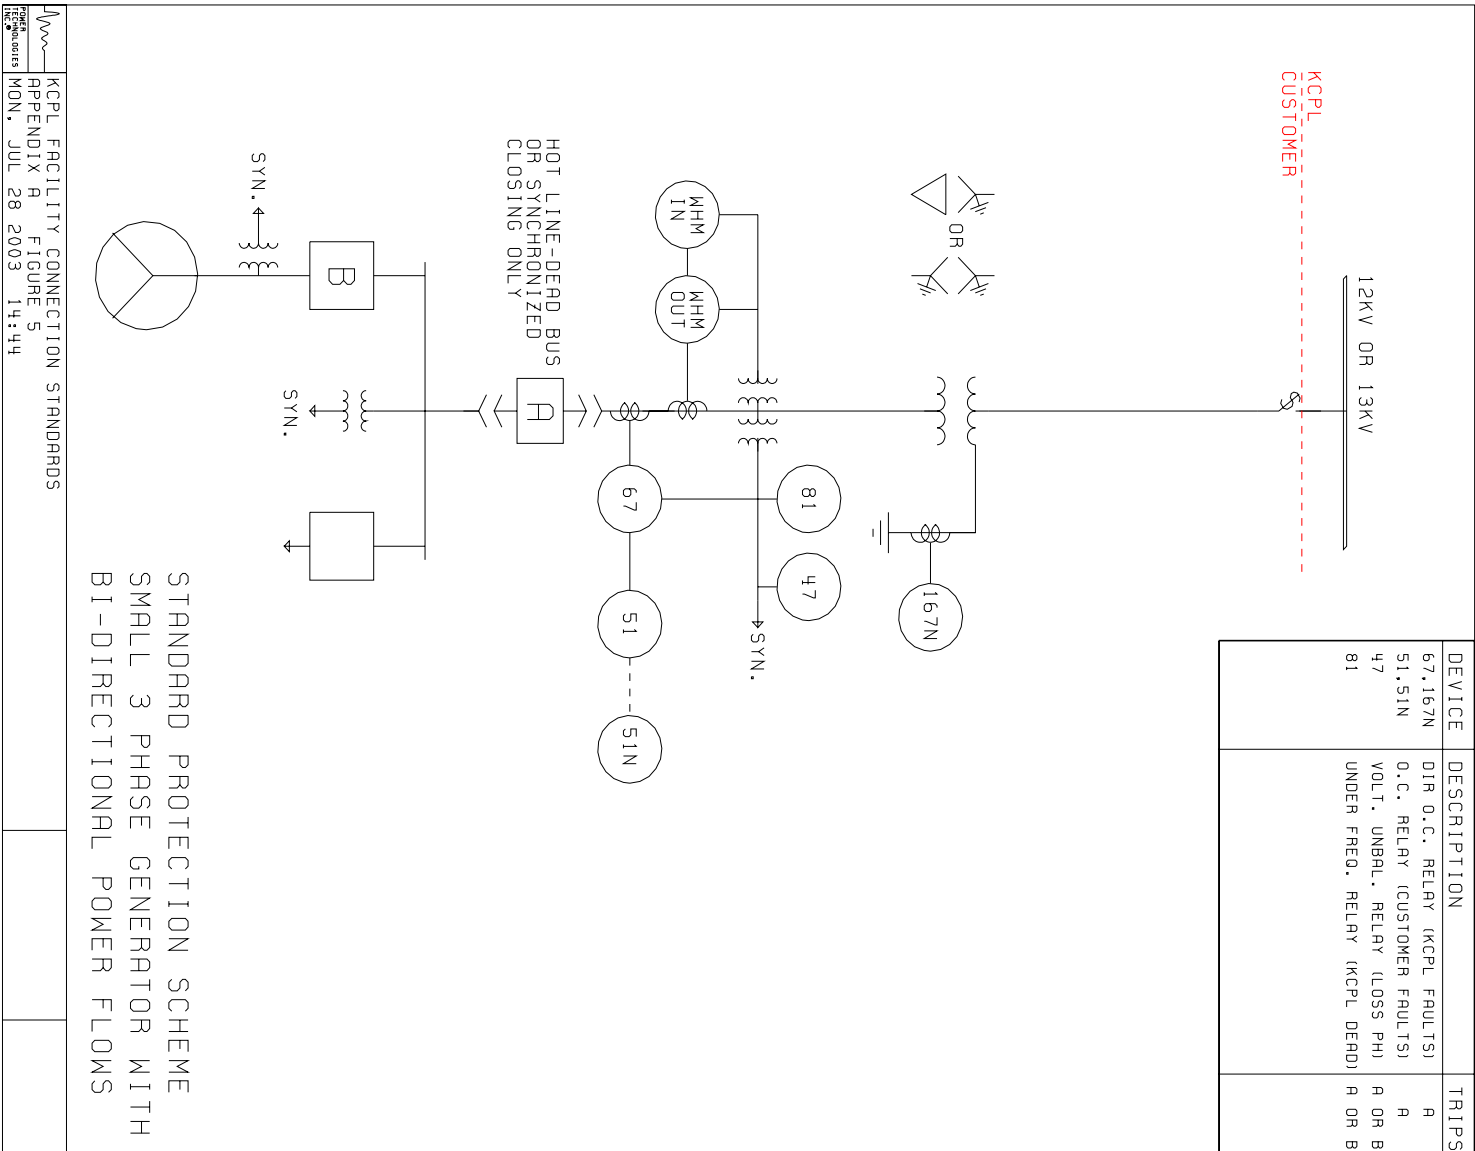 12KV OR 13KV
KCPL
CUSTOMER
DEVICE DESCRIPTION TRIPS
67,167N DIR O.C. RELAY (KCPL FAULTS) A
51,51N O.C. RELAY (CUSTOMER FAULTS) A
47 VOLT. UNBAL. RELAY (LOSS PH) A OR B
81 UNDER FREQ. RELAY (KCPL DEAD) A OR B
OR
167N
81
47
SYN.
WHM
IN
WHM
OUT
67
51
51N
HOT LINE-DEAD BUS
OR SYNCHRONIZED
CLOSING ONLY
A
B
SYN.
SYN.
STANDARD PROTECTION SCHEME
SMALL 3 PHASE GENERATOR WITH
BI-DIRECTIONAL POWER FLOWS
POWER
TECHNOLOGIES
INC.®
KCPL FACILITY CONNECTION STANDARDS
APPENDIX A FIGURE 5
MON, JUL 28 2003 14:44